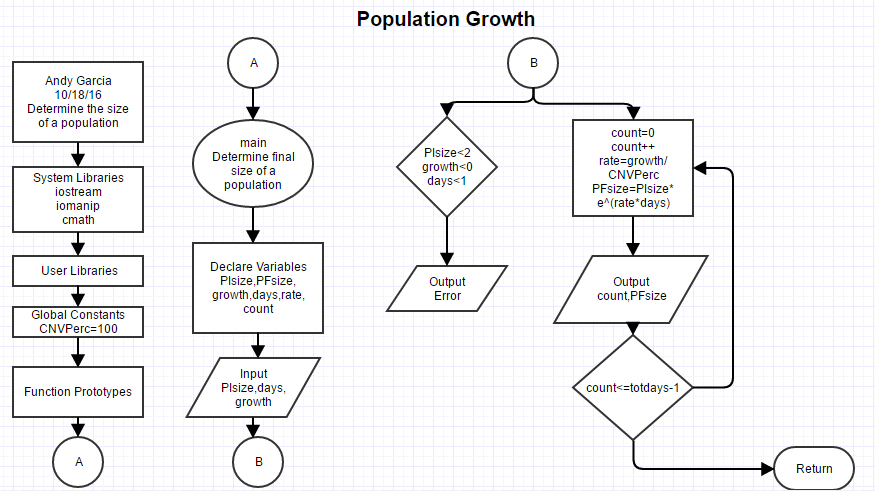 Population Growth
Andy Garcia
10/18/16
Determine the size
of a population
System Libraries
iostream
iomanip
cmath
User Libraries
Global Constants
CNVPerc=100
Function Prototypes
A
A
main
Determine final
size of a
population
Declare Variables
PIsize,PFsize,
growth,days,rate,
count
Input
PIsize,days,
growth
B
B
PIsize<2
growth<0
days<1
Output
Error
count=0
count++
rate=growth/
CNVPerc
PFsize=PIsize*
e^(rate*days)
Output
count,PFsize
count<=totdays-1
Return